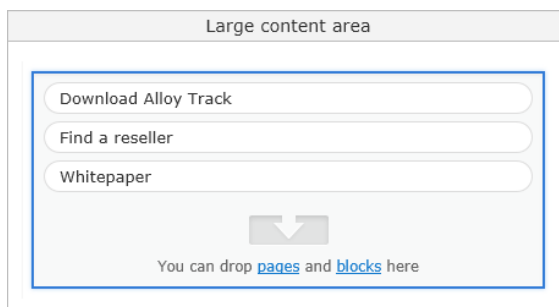 Large content area
Download Alloy Track
Find a reseller
Whitepaper
You can drop pages and blocks here